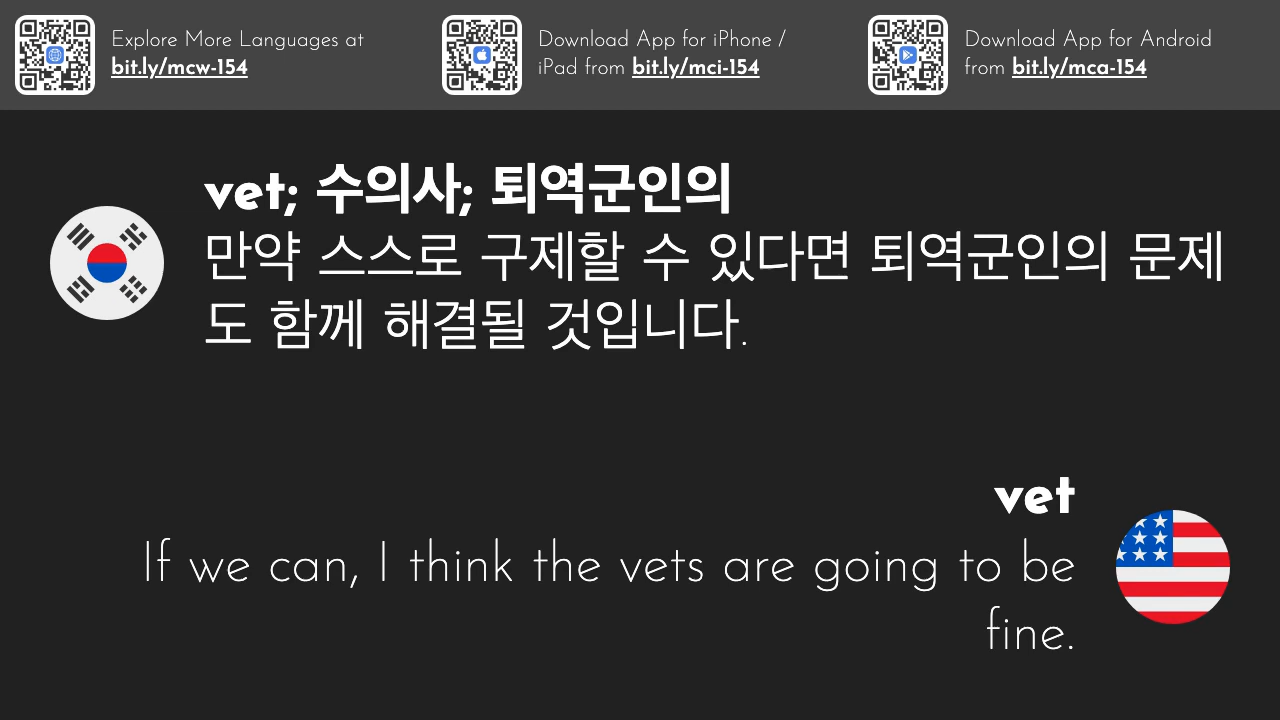 Explore More Languages at
bit.ly/mcw-154
Download App for iPhone /
iPad from bit.ly/mci-154
Download App for Android
from bit.ly/mca-154
vet; 수의사; 퇴역군인의
만약 스스로 구제할 수 있다면 퇴역군인의 문제
도 함께 해결될 것입니다.
vet
If we can, I think the vets are going to be
fine.